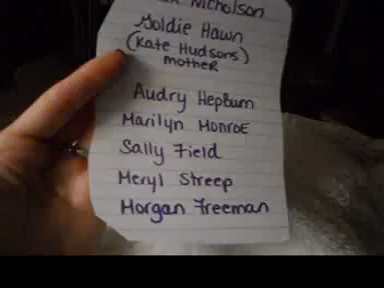 Nicholson
Goldie Hawn
(Kate Hudsons)
mother
Audry Hepburn
Marilyn Monroe
Sally Field
Meryl Streep
Morgan Freeman